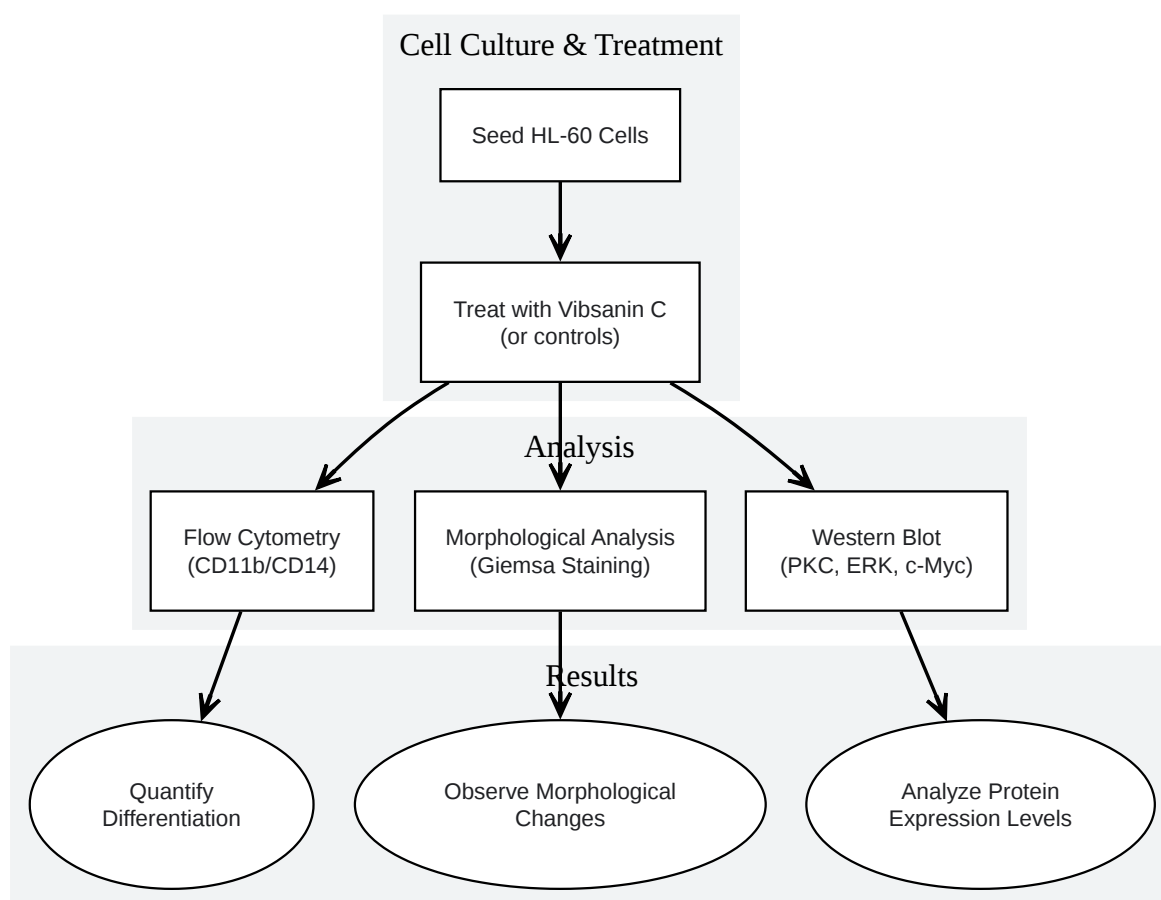 Cell Culture & Treatment
Seed HL-60 Cells
Treat with Vibsanin C
(or controls)
Analysis
Flow Cytometry
(CD11b/CD14)
Morphological Analysis
(Giemsa Staining)
Western Blot
(PKC, ERK, c-Myc)
Results
Quantify
Differentiation
Observe Morphological
Changes
Analyze Protein
Expression Levels